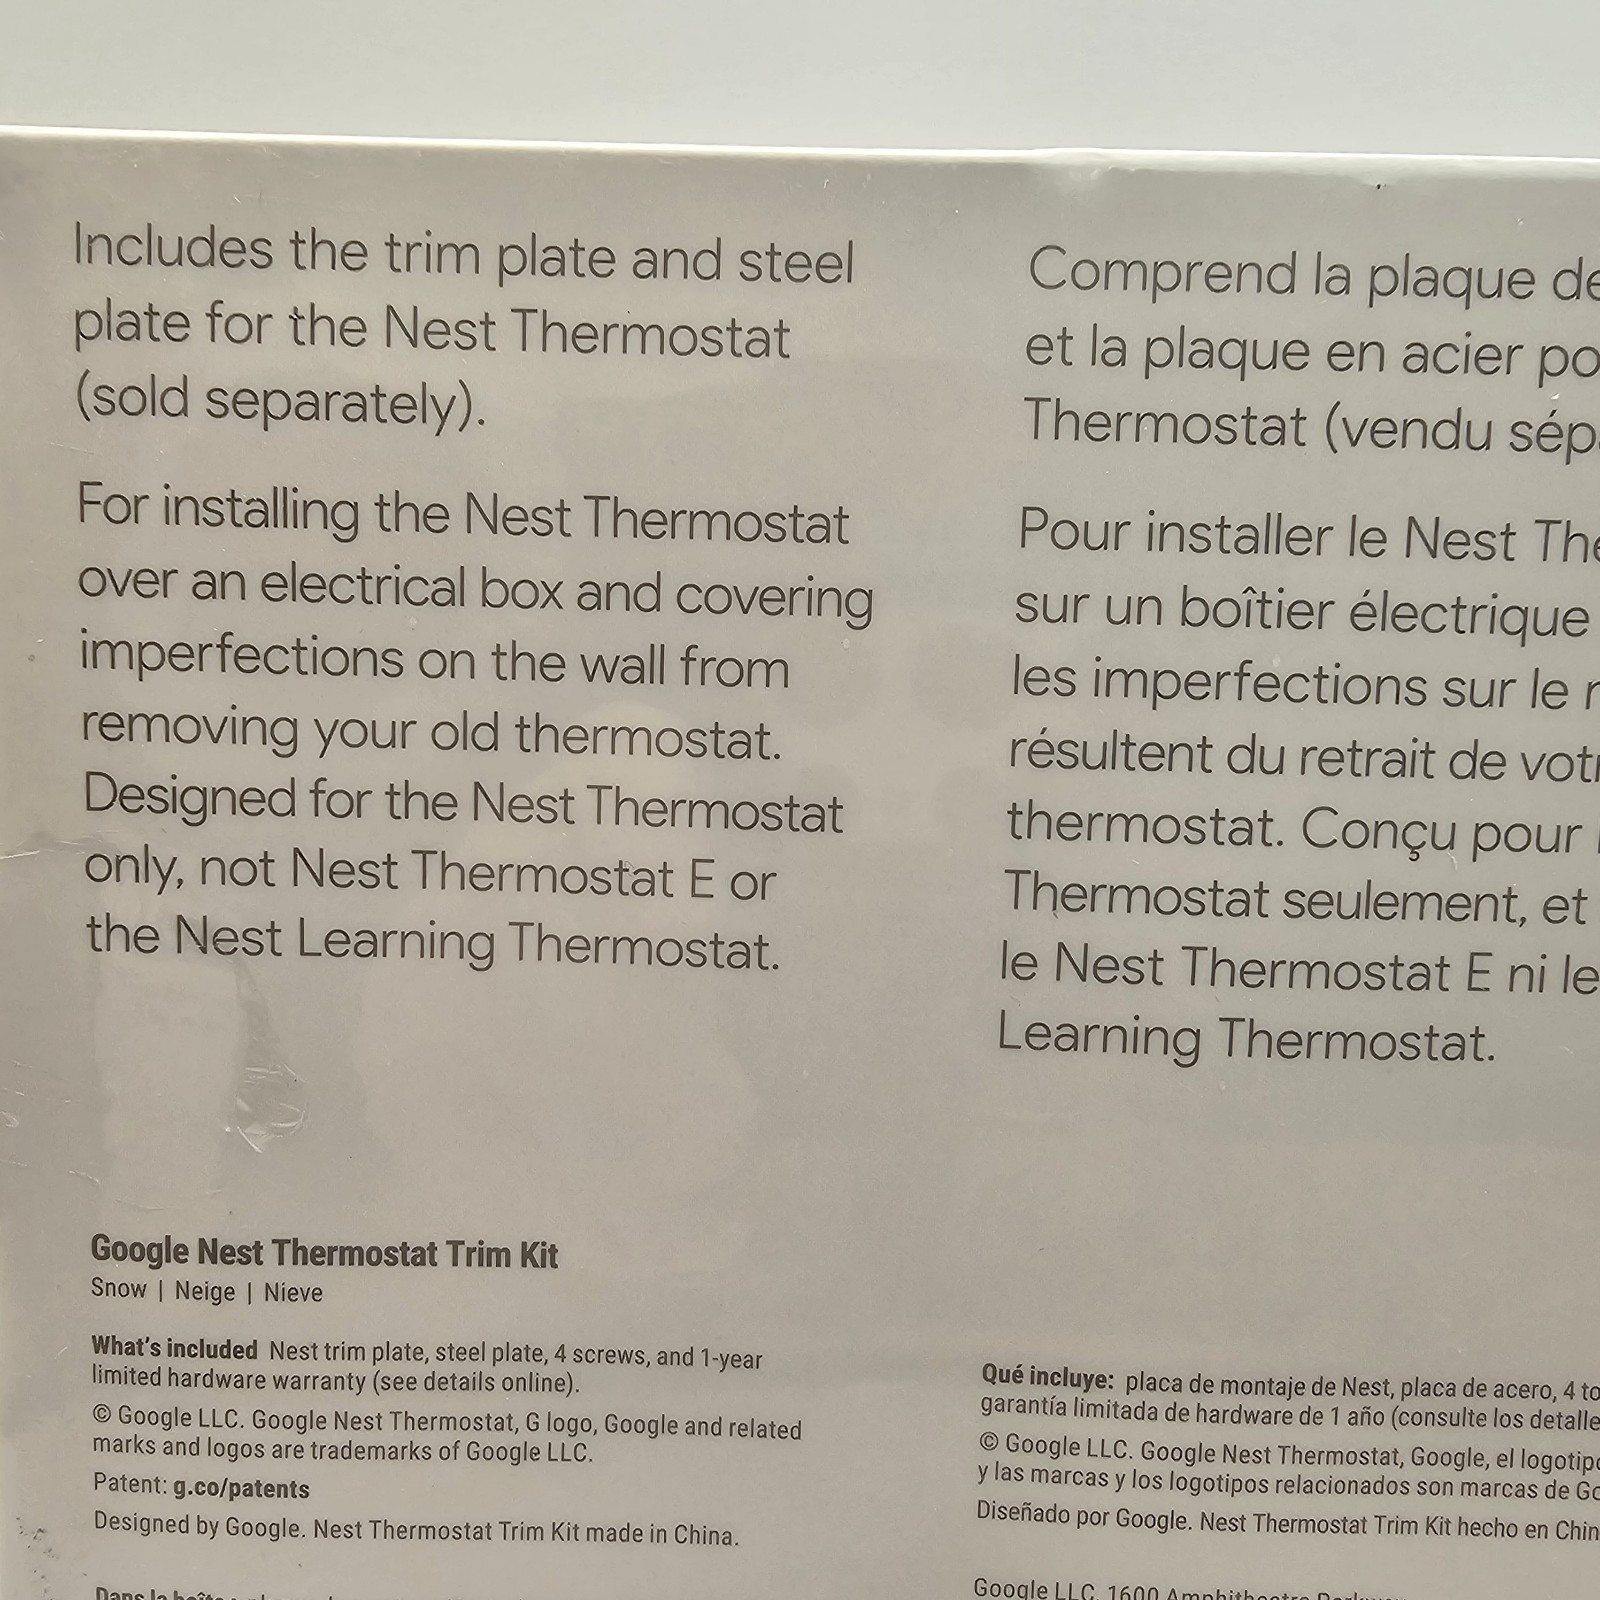 Includes the trim plate and steel
plate for the Nest Thermostat
(sold separately).
For installing the Nest Thermostat
over an electrical box and covering
imperfections on the wall from
removing your old thermostat.
Designed for the Nest Thermostat
only, not Nest Thermostat E or
the Nest Learning Thermostat.
Comprend la plaque de
et la plaque en acier
Thermostat (vendu
Pour installer le Nest
sur un boîtier électrique
les imperfections sur le
résultent du retrait de
thermostat. Conçu pour
Thermostat seulement, et
le Nest Thermostat E ni le
Learning Thermostat.
Google Nest Thermostat Trim Kit
Snow | Neige | Nieve
What's included Nest trim plate, steel plate, 4 screws, and 1-year
limited hardware warranty (see details online).
© Google LLC. Google Nest Thermostat, G logo, Google and related
marks and logos are trademarks of Google LLC.
Patent: g.co/patents
Designed by Google. Nest Thermostat Trim Kit made in China.
Qué incluye: placa de montaje de Nest, placa de acero, 4
garantía limitada de hardware de 1 año (consulte los
© Google LLC. Google Nest Thermostat, Google, el
y las marcas y los logotipos relacionados son marcas de
Diseñado por Google. Nest Thermostat Trim Kit hecho en
Google LLC, 1600